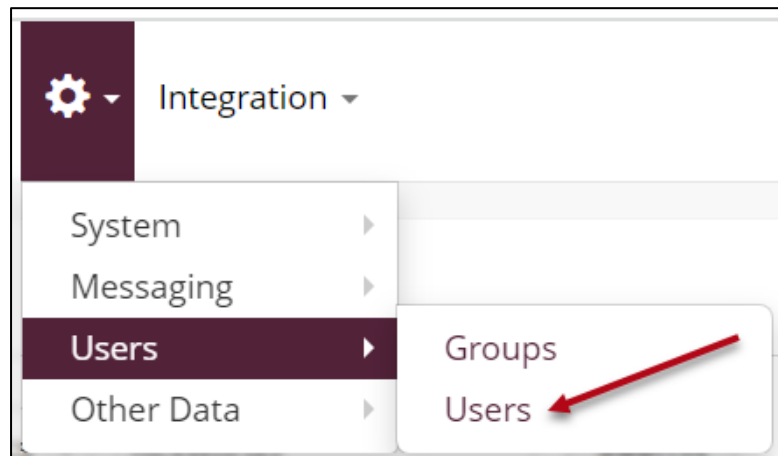 Integration
System
Messaging
Users
Other Data
Groups
Users